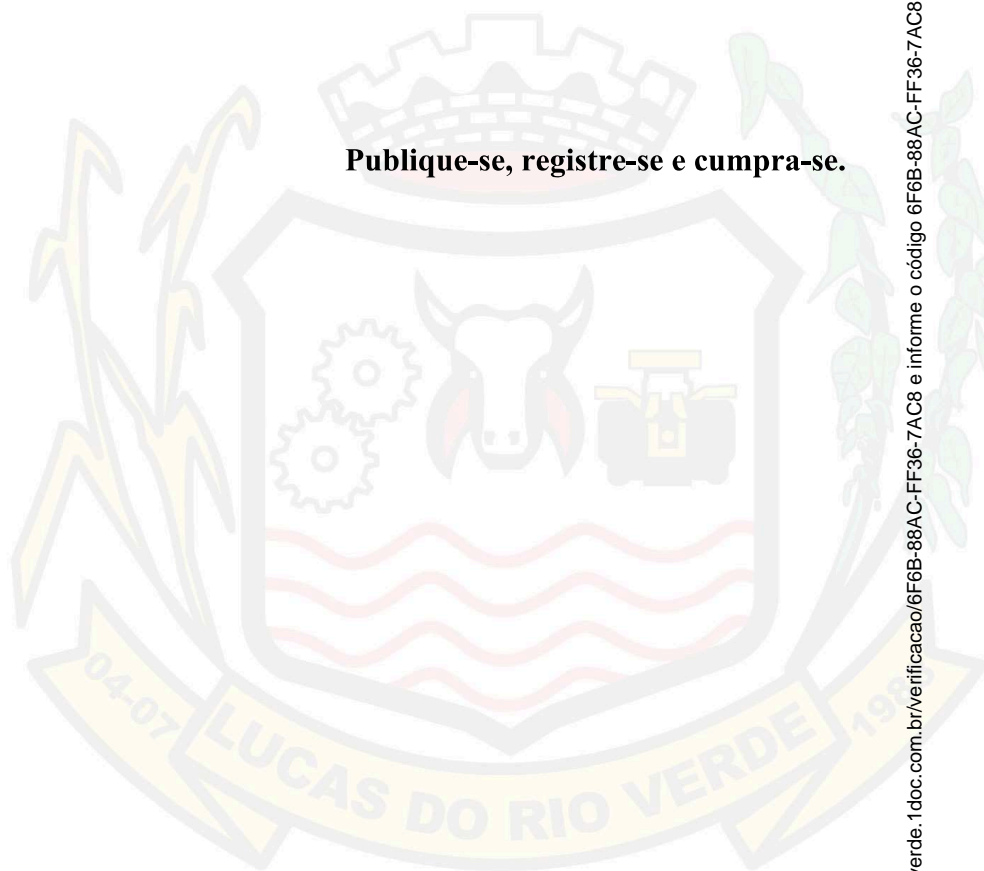 Publique-se, registre-se e cumpra-se.
04-07
LUCAS DO RIO VERDE
verde.1doc.com.br/verificacao/6F6B-88AC-FF36-7AC8 e informe o código 6F6B-88AC-FF36-7AC8